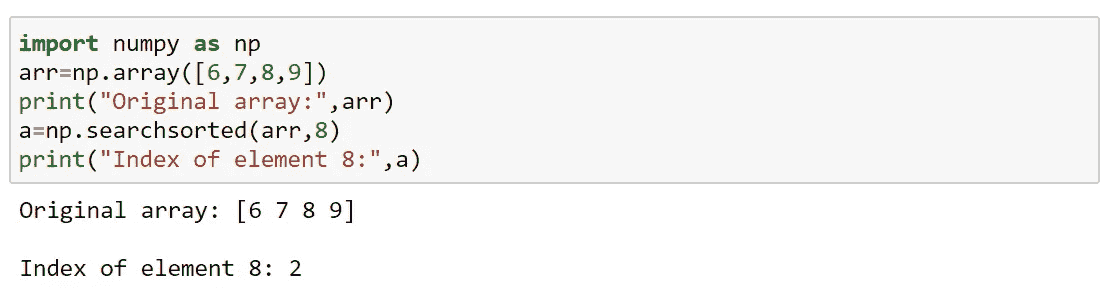 import numpy as np
arr=np.array([6,7,8,9])
print("Original array:",arr)
a=np.searchsorted(arr,8)
print("Index of element 8:",a)
Original array: [6 7 8 9]
Index of element 8: 2